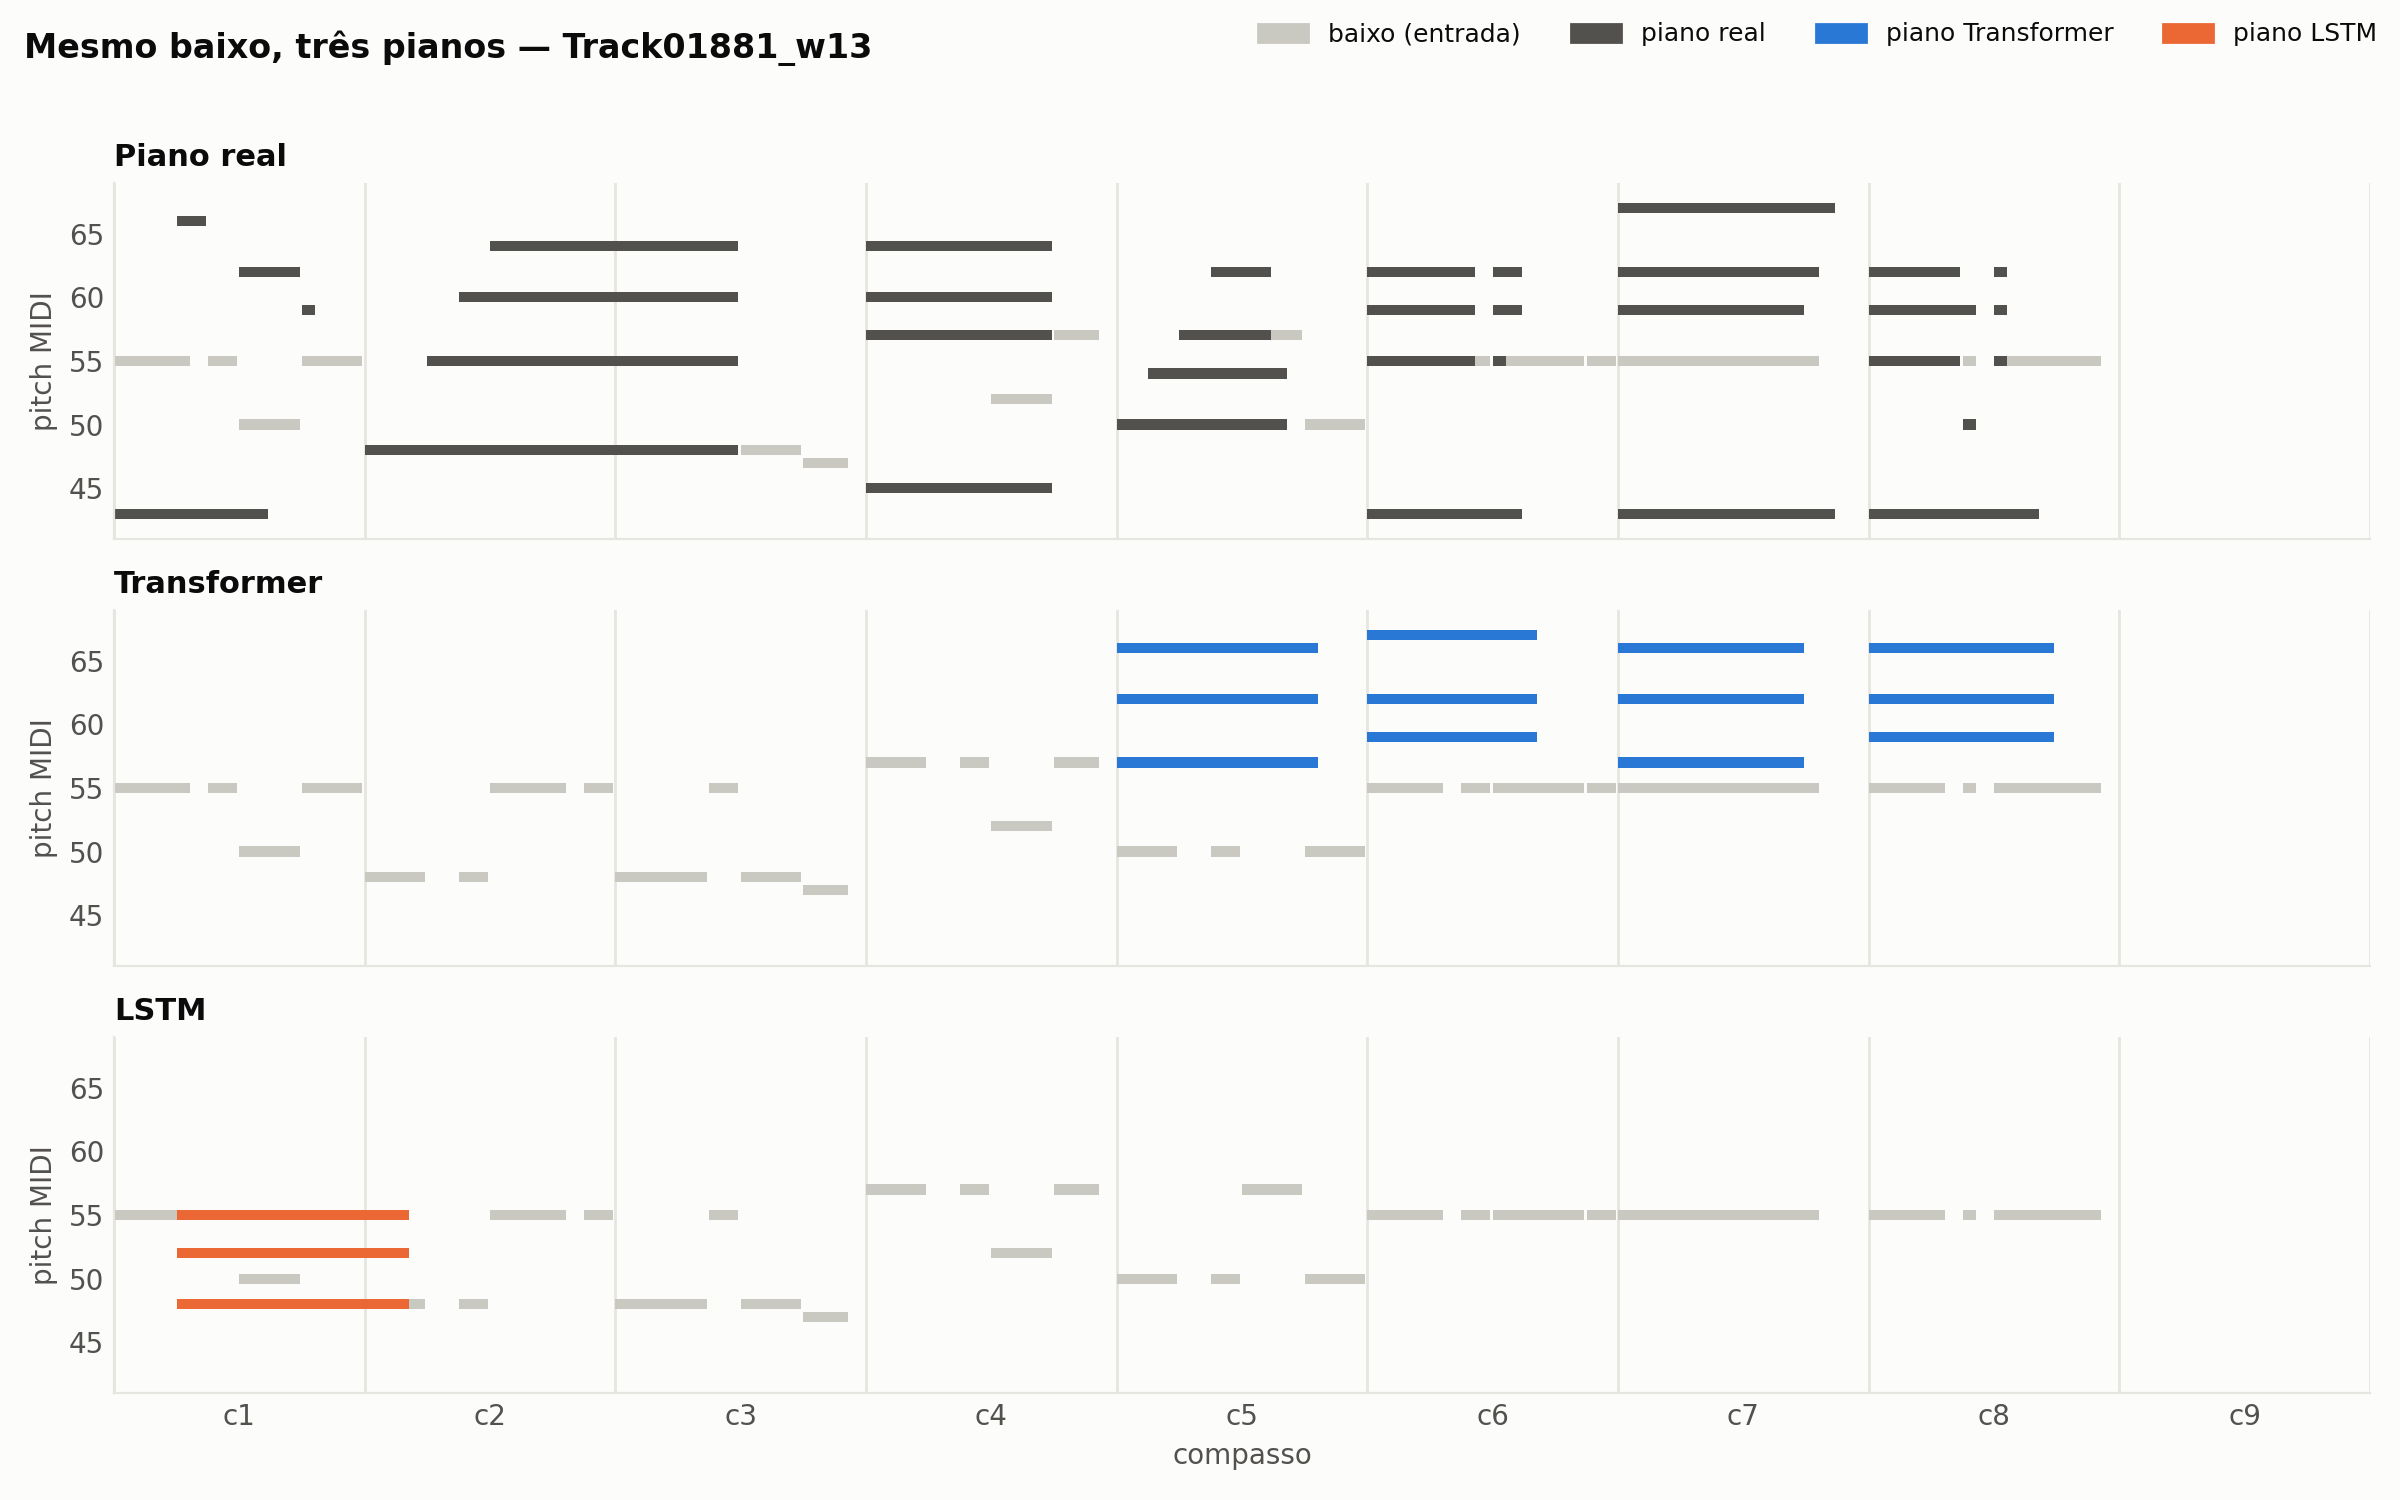 Mesmo baixo, três pianos — Track01881_w13
baixo (entrada) piano real piano Transformer piano LSTM
Piano real
pitch MIDI
65
60
55
50
45
Transformer
pitch MIDI
65
60
55
50
45
LSTM
pitch MIDI
65
60
55
50
45
c1 c2 c3 c4 c5 c6 c7 c8 c9
compasso